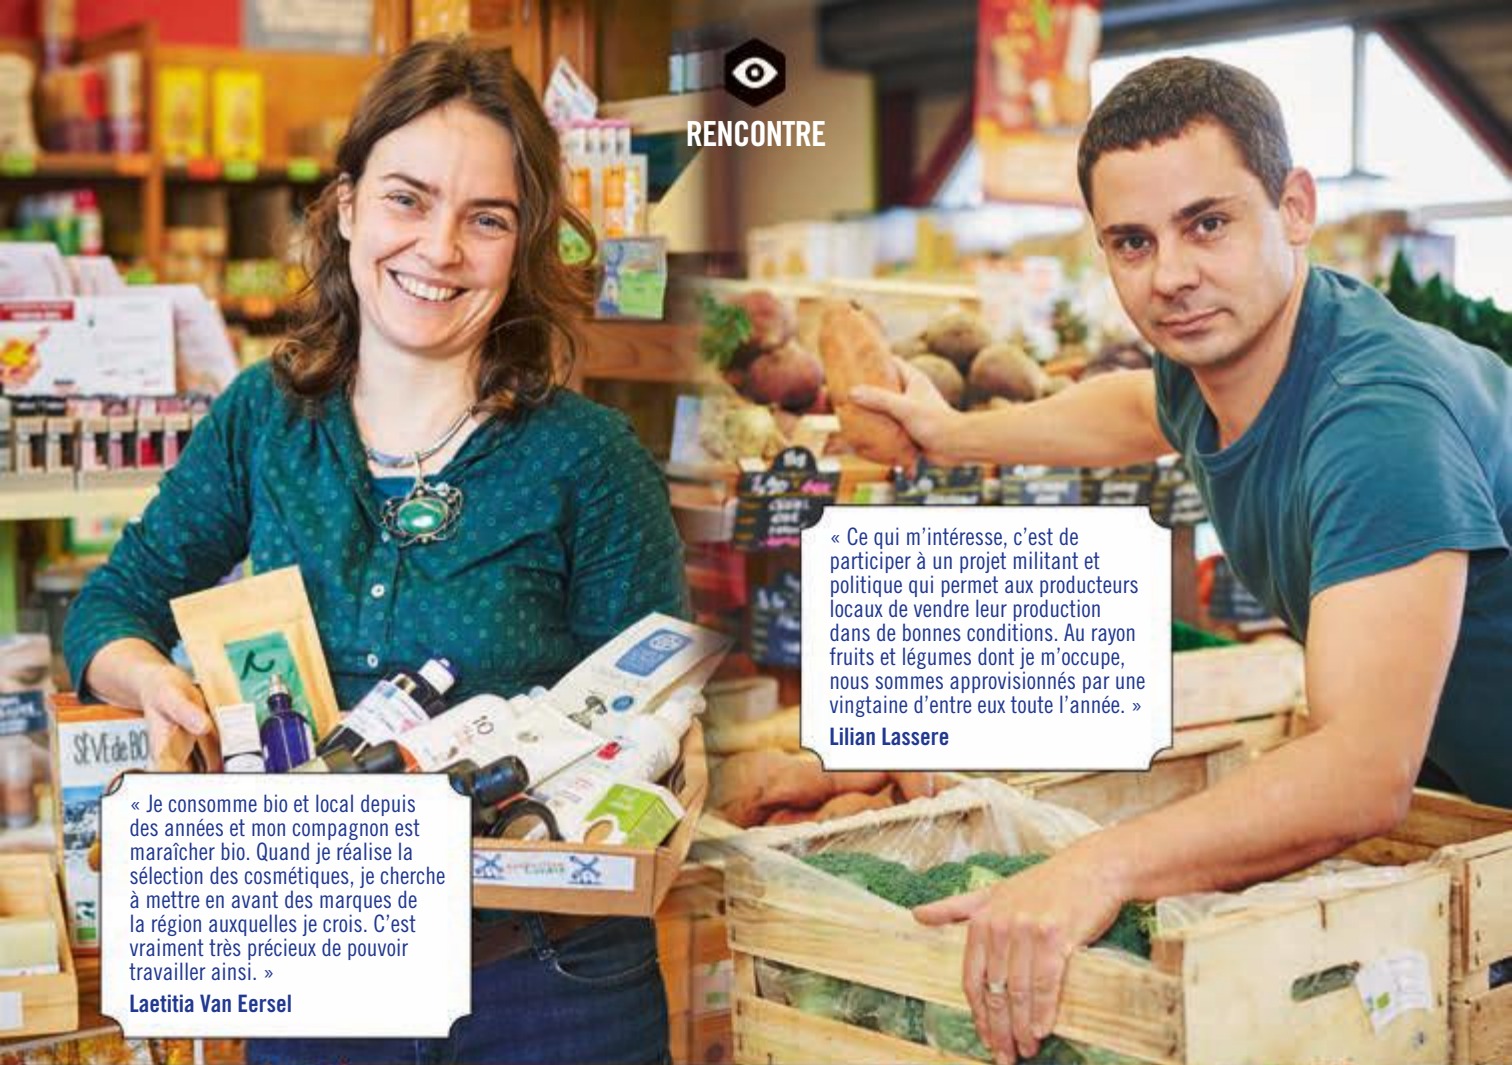 RENCONTRE
« Ce qui m’intéresse, c’est de
participer à un projet militant et
politique qui permet aux producteurs
locaux de vendre leur production
dans de bonnes conditions. Au rayon
fruits et légumes dont je m’occupe,
nous sommes approvisionnés par une
vingtaine d’entre eux toute l’année. »
Lilian Lassere
SÈVE de BO
« Je consomme bio et local depuis
des années et mon compagnon est
maraîcher bio. Quand je réalise la
sélection des cosmétiques, je cherche
à mettre en avant des marques de
la région auxquelles je crois. C’est
vraiment très précieux de pouvoir
travailler ainsi. »
Laetitia Van Eersel